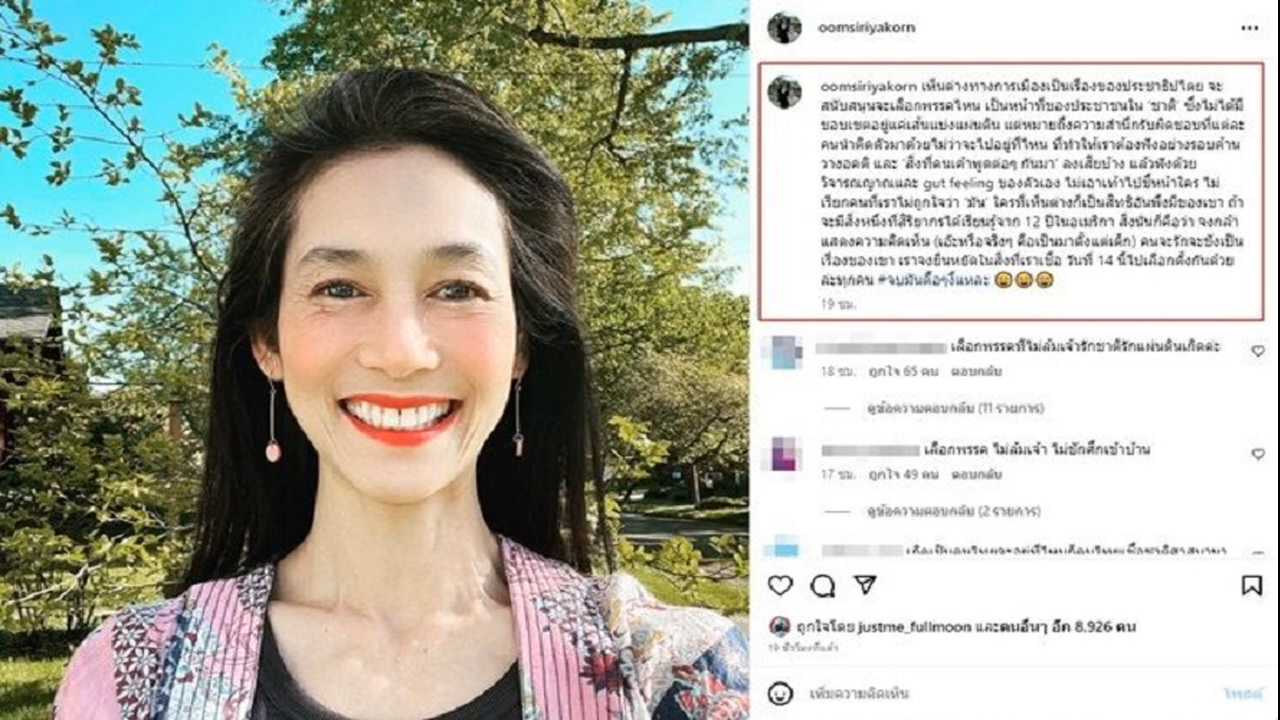 oomsiriyakorn
oomsiriyakorn เห็นต่างทางการเมืองเป็นเรื่องของประชาธิปไตย จะ
สนับสนุนจะเลือกพรรคไหน เป็นหน้าที่ของประชาชนใน 'ชาติ' ซึ่งไม่ได้มี
ขอบเขตอยู่แค่เส้นแบ่งแผ่นดิน แต่หมายถึงความสำนึกรับผิดชอบที่แต่ละ
คนนำติดตัวมาด้วยไม่ว่าจะไปอยู่ที่ไหน ที่ทำให้เราต้องฟังอย่างรอบด้าน
วางอคติ และ 'สิ่งที่คนเค้าพูดต่อๆ กันมา' ลงเสียบ้าง แล้วฟังด้วย
วิจารณญาณและ gut feeling ของตัวเอง ไม่เอาเท้าไปชี้หน้าใคร ไม่
เรียกคนที่เราไม่ถูกใจว่า 'มัน' ใครที่เห็นต่างก็เป็นสิทธิอันพึงมีของเขา ถ้า
จะมีสิ่งหนึ่งที่สิริยากรได้เรียนรู้จาก 12 ปีในอเมริกา สิ่งนั้นก็คือว่า จงกล้า
แสดงความคิดเห็น (เอ๊ะหรือจริงๆ คือเป็นมาตั้งแต่เด็ก) คนจะรักจะชังเป็น
เรื่องของเขา เราจงยืนหยัดในสิ่งที่เราเชื่อ วันที่ 14 นี้ไปเลือกตั้งกันด้วย
ล่ะทุกคน #จบมันดื้อๆงี้แหละ 😄😄😄
19 ชม.
เลือกพรรคที่ไม่ล้มเจ้ารักชาติรักแผ่นดินเกิดค่ะ
18 ชม. ถูกใจ 65 คน ตอบกลับ
ดูข้อความตอบกลับ (11 รายการ)
เลือกพรรค ไม่ล้มเจ้า ไม่ชักศึกเข้าบ้าน
17 ชม. ถูกใจ 49 คน ตอบกลับ
ดูข้อความตอบกลับ (2 รายการ)
ถูกใจโดย justme_fullmoon และคนอื่นๆ อีก 8,926 คน
19 ชั่วโมงที่แล้ว
เพิ่มความคิดเห็น
โพสต์